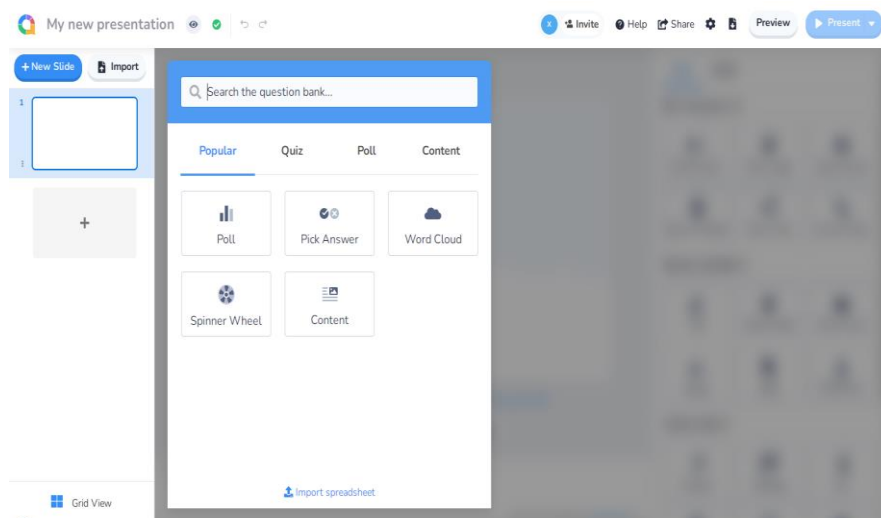 My new presentation
x Invite Help Share Preview Present
+ New Slide Import
Search the question bank...
1
Popular Quiz Poll Content
Poll Pick Answer Word Cloud
+
Spinner Wheel Content
Import spreadsheet
Grid View